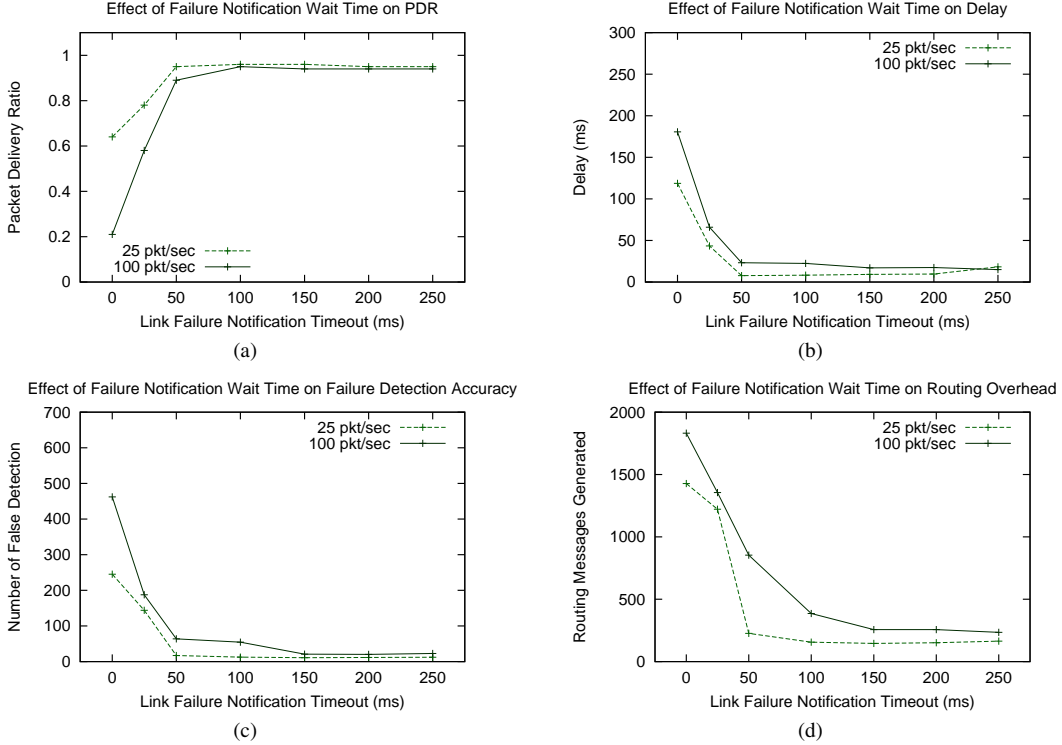 Effect of Failure Notification Wait Time on PDR
1
0.8
0.6
0.4
0.2
0
Packet Delivery Ratio
25 pkt/sec
100 pkt/sec
0 50 100 150 200 250
Link Failure Notification Timeout (ms)
(a)
Effect of Failure Notification Wait Time on Delay
300
250
200
150
100
50
0
Delay (ms)
25 pkt/sec
100 pkt/sec
0 50 100 150 200 250
Link Failure Notification Timeout (ms)
(b)
Effect of Failure Notification Wait Time on Failure Detection Accuracy
700
600
500
400
300
200
100
0
Number of False Detection
25 pkt/sec
100 pkt/sec
0 50 100 150 200 250
Link Failure Notification Timeout (ms)
(c)
Effect of Failure Notification Wait Time on Routing Overhead
2000
1500
1000
500
0
Routing Messages Generated
25 pkt/sec
100 pkt/sec
0 50 100 150 200 250
Link Failure Notification Timeout (ms)
(d)